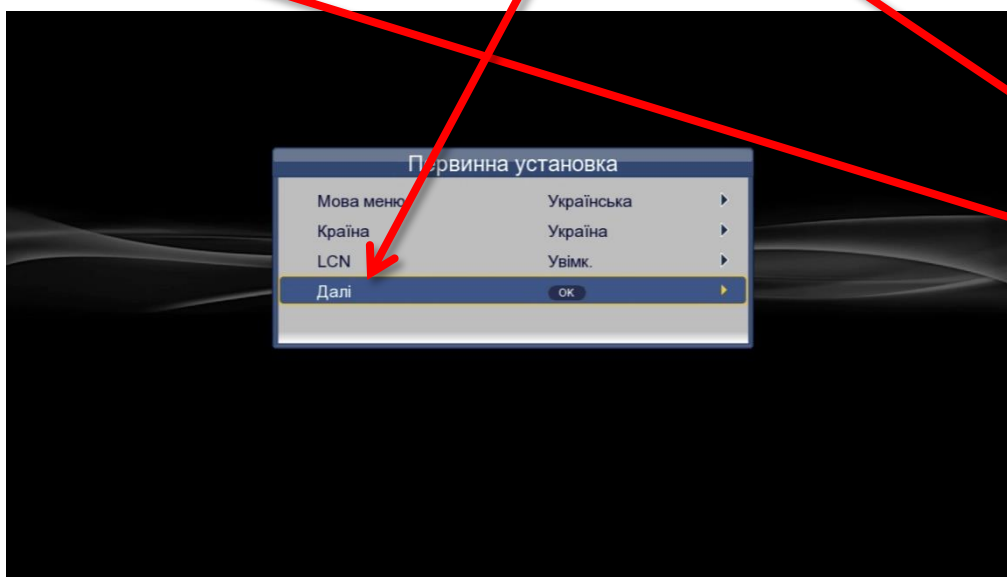 Первинна установка
Мова меню Українська
Країна Україна
LCN Увімк.
Далі OK